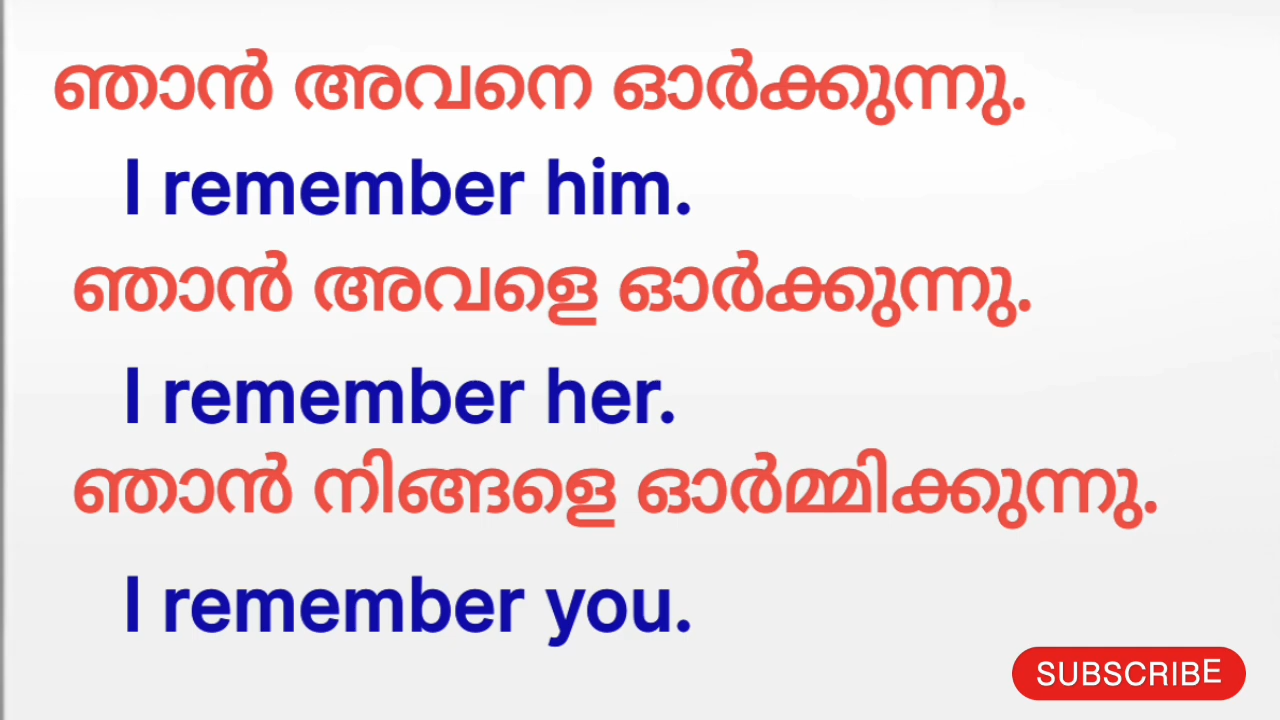 ഞാൻ അവനെ ഓർക്കുന്നു.
I remember him.
ഞാൻ അവളെ ഓർക്കുന്നു.
I remember her.
ഞാൻ നിങ്ങളെ ഓർമ്മിക്കുന്നു.
I remember you.
SUBSCRIBE